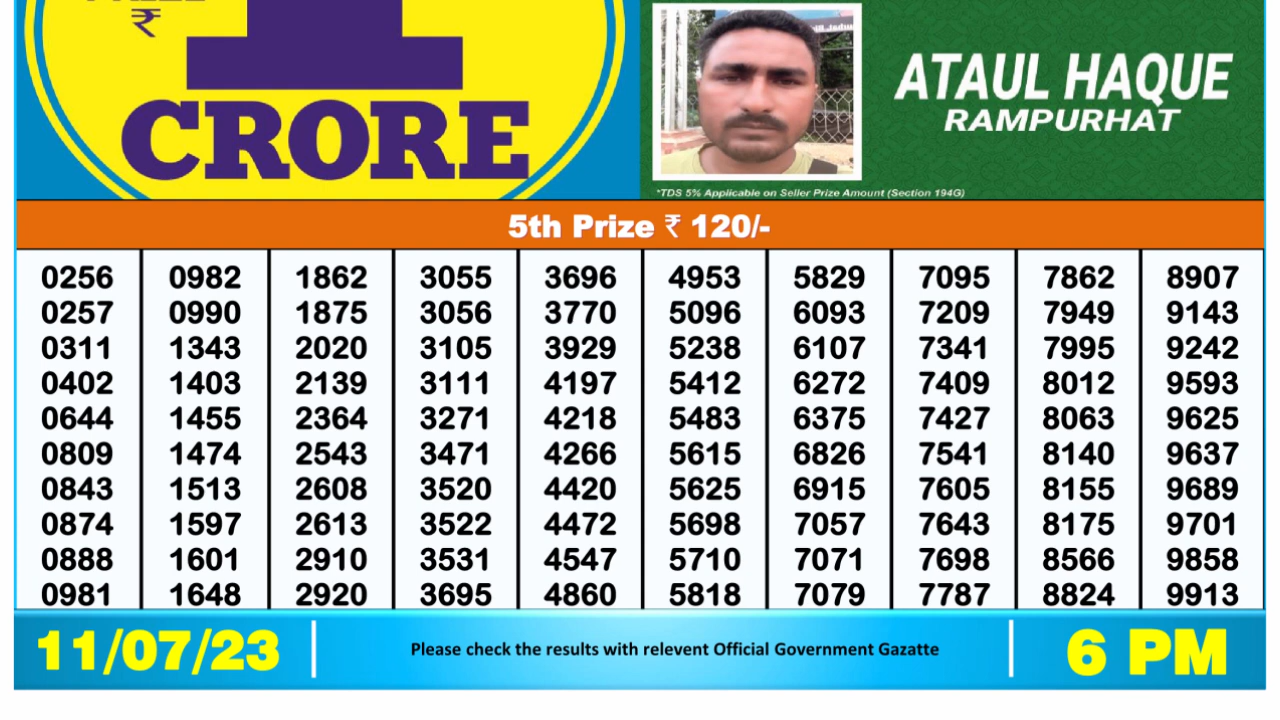 ₹
CRORE
ATAUL HAQUE
RAMPURHAT
*TDS 5% Applicable on Seller Prize Amount (Section 194G)
5th Prize ₹ 120/-
0256 0982 1862 3055 3696 4953 5829 7095 7862 8907
0257 0990 1875 3056 3770 5096 6093 7209 7949 9143
0311 1343 2020 3105 3929 5238 6107 7341 7995 9242
0402 1403 2139 3111 4197 5412 6272 7409 8012 9593
0644 1455 2364 3271 4218 5483 6375 7427 8063 9625
0809 1474 2543 3471 4266 5615 6826 7541 8140 9637
0843 1513 2608 3520 4420 5625 6915 7605 8155 9689
0874 1597 2613 3522 4472 5698 7057 7643 8175 9701
0888 1601 2910 3531 4547 5710 7071 7698 8566 9858
0981 1648 2920 3695 4860 5818 7079 7787 8824 9913
11/07/23
Please check the results with relevent Official Government Gazatte
6 PM